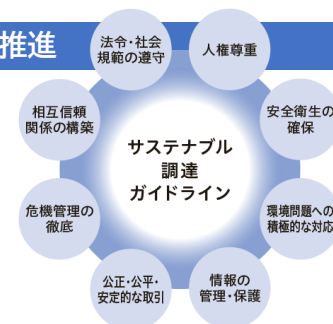 推進
法令・社会
規範の遵守
人権尊重
安全衛生の
確保
環境問題への
積極的な対応
情報の
管理・保護
公正・公平・
安定的な取引
危機管理の
徹底
相互信頼
関係の構築
サステナブル
調達
ガイドライン